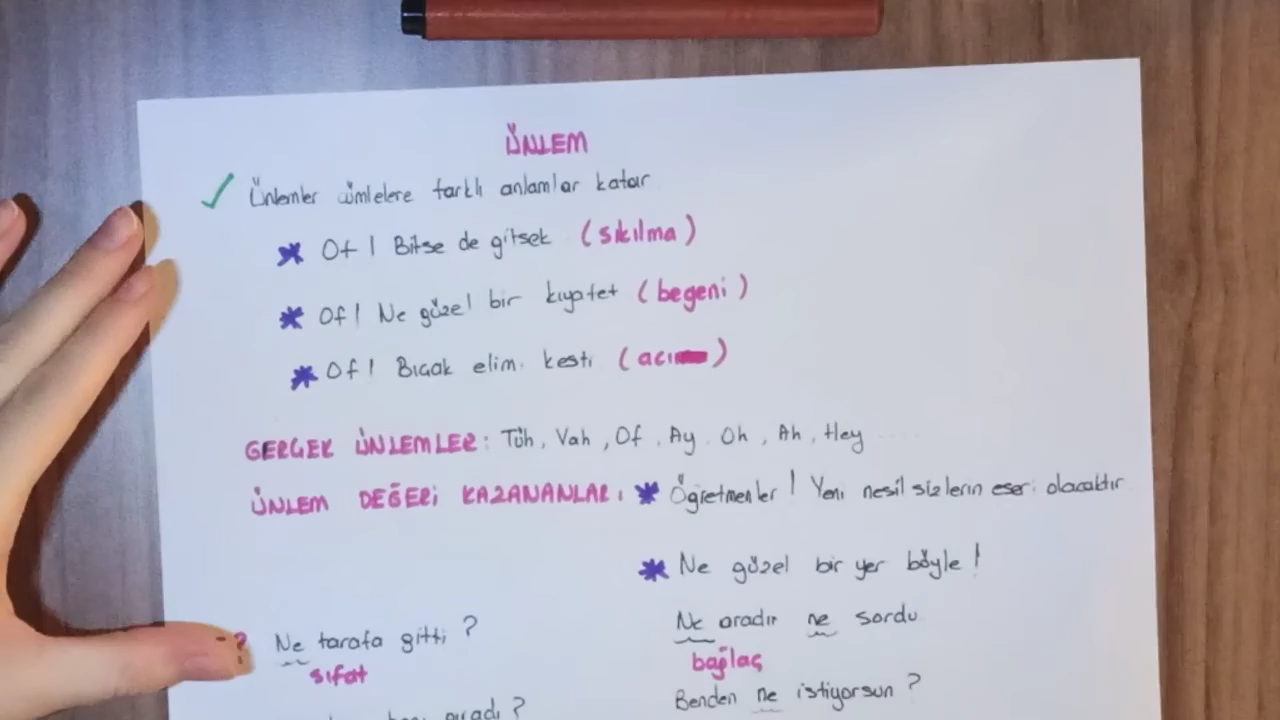 ÜNLEM
✓ Ünlemler cümlelere farklı anlamlar katar
* Of! Bitse de gitsek (sıkılma)
* Of! Ne güzel bir kıyafet (begeni)
* Of! Bıçak elimi kesti (acı)
GERÇEK ÜNLEMLER: Tüh, Vah, Of, Ay, Oh, Ah, Hey ....
ÜNLEM DEĞERİ KAZANANLAR: * Öğretmenler! Yeni nesil sizlerin eseri olacaktır
* Ne güzel bir yer böyle!
Ne tarafa gitti?
sıfat
Ne aradır ne sordu
bağlaç
Benden ne istiyorsun?